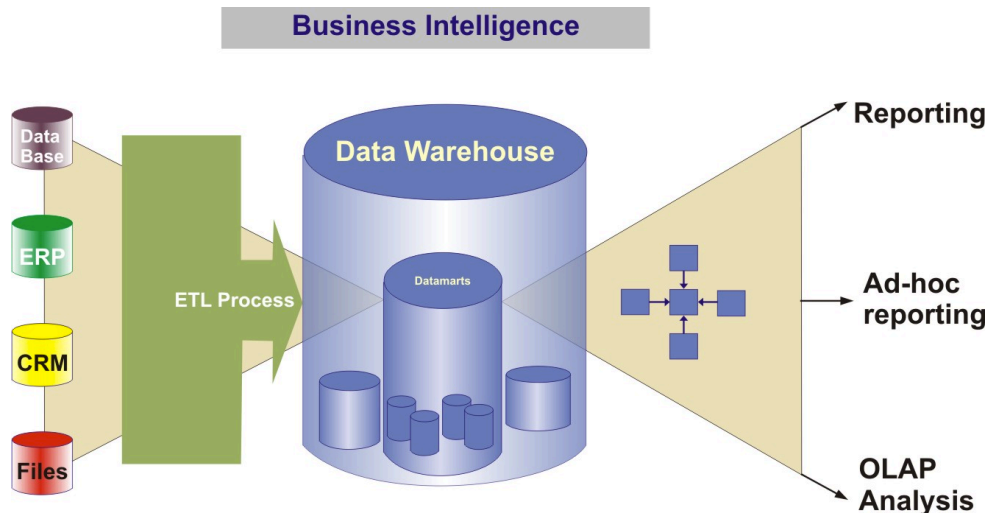 Business Intelligence
Data
Base
ERP
CRM
Files
ETL Process
Data Warehouse
Datamarts
Reporting
Ad-hoc
reporting
OLAP
Analysis